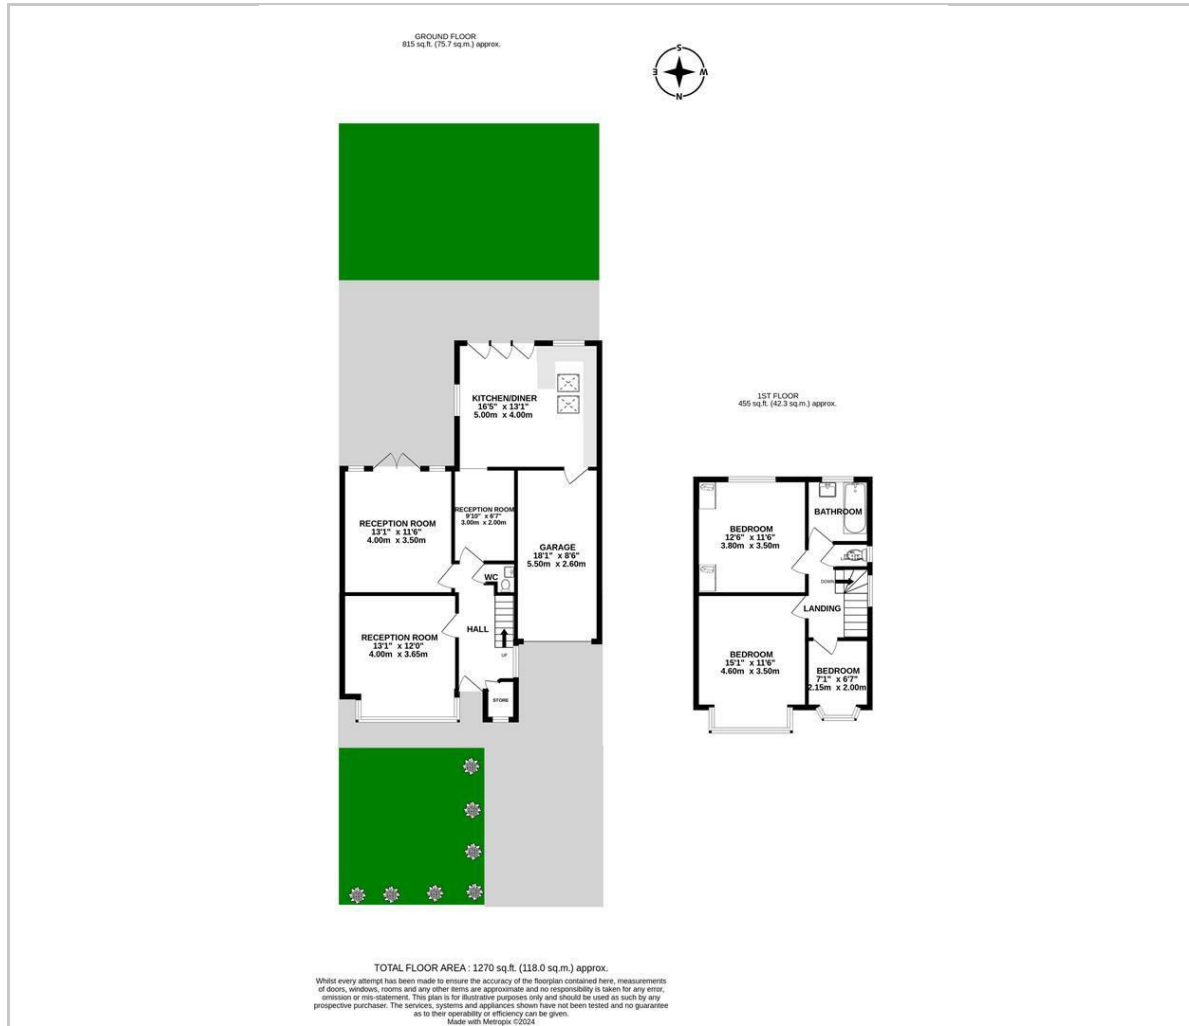 GROUND FLOOR
815 sq.ft. (75.7 sq.m.) approx.
S
E
W
N
KITCHEN/DINER
16'5" x 13'1"
5.00m x 4.00m
1ST FLOOR
455 sq.ft. (42.3 sq.m.) approx.
RECEPTION ROOM
13'1" x 11'6"
4.00m x 3.50m
RECEPTION ROOM
9'10" x 6'7"
3.00m x 2.00m
GARAGE
18'1" x 8'6"
5.50m x 2.60m
WC
HALL
UP
RECEPTION ROOM
13'1" x 12'0"
4.00m x 3.65m
STORE
BEDROOM
12'6" x 11'6"
3.80m x 3.50m
BATHROOM
DOWN
LANDING
BEDROOM
15'1" x 11'6"
4.60m x 3.50m
BEDROOM
7'1" x 6'7"
2.15m x 2.00m
TOTAL FLOOR AREA : 1270 sq.ft. (118.0 sq.m.) approx.
Whilst every attempt has been made to ensure the accuracy of the floorplan contained here, measurements
of doors, windows, rooms and any other items are approximate and no responsibility is taken for any error,
omission or mis-statement. This plan is for illustrative purposes only and should be used as such by any
prospective purchaser. The services, systems and appliances shown have not been tested and no guarantee
as to their operability or efficiency can be given.
Made with Metropix ©2024